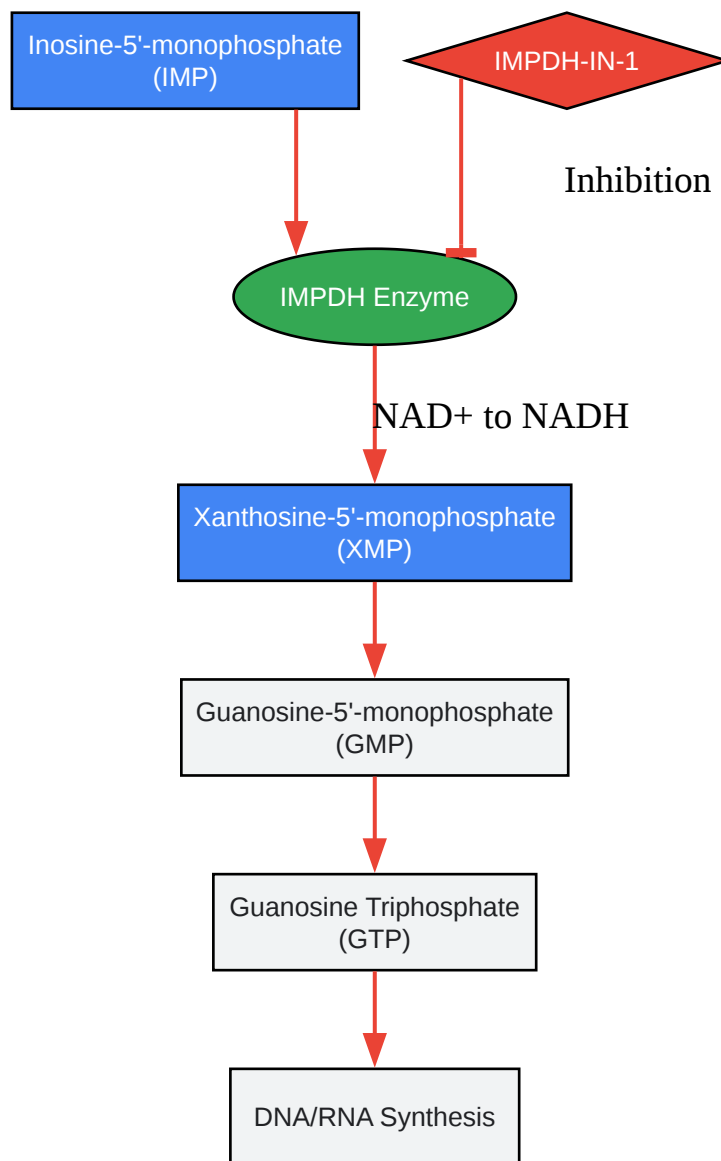 Inosine-5'-monophosphate
(IMP)
IMPDH-IN-1
Inhibition
IMPDH Enzyme
NAD+ to NADH
Xanthosine-5'-monophosphate
(XMP)
Guanosine-5'-monophosphate
(GMP)
Guanosine Triphosphate
(GTP)
DNA/RNA Synthesis